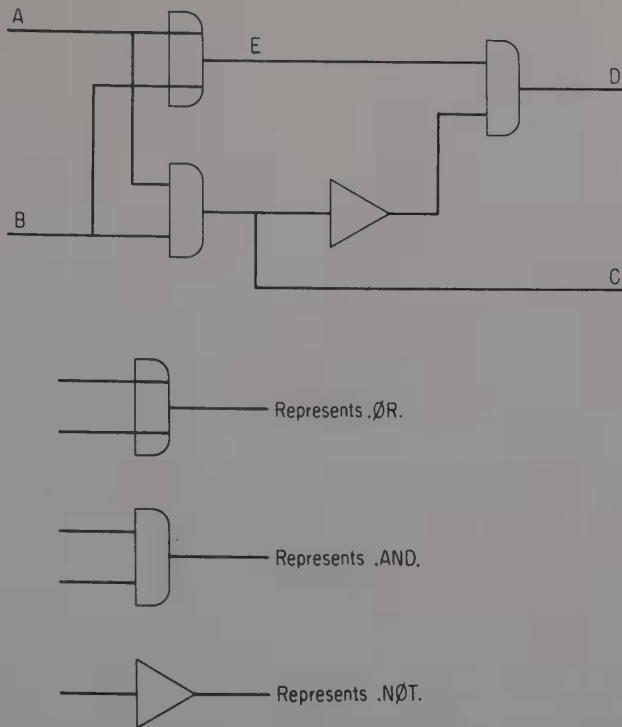 A
E
D
B
C
Represents .ØR.
Represents .AND.
Represents .NØT.